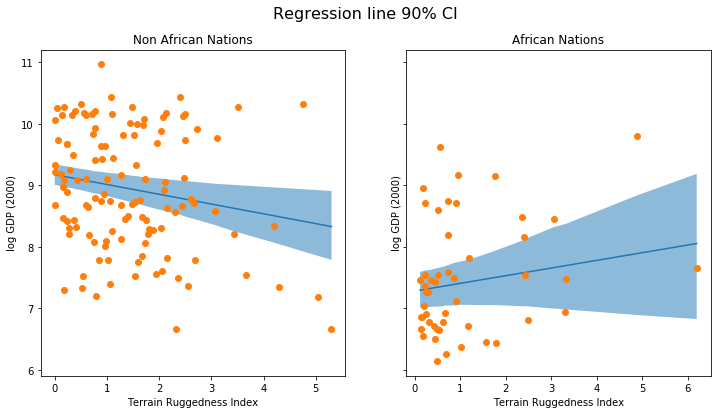 Regression line 90% CI
Non African Nations
African Nations
log GDP (2000)
11
10
9
8
7
6
0 1 2 3 4 5
Terrain Ruggedness Index
log GDP (2000)
0 1 2 3 4 5 6
Terrain Ruggedness Index